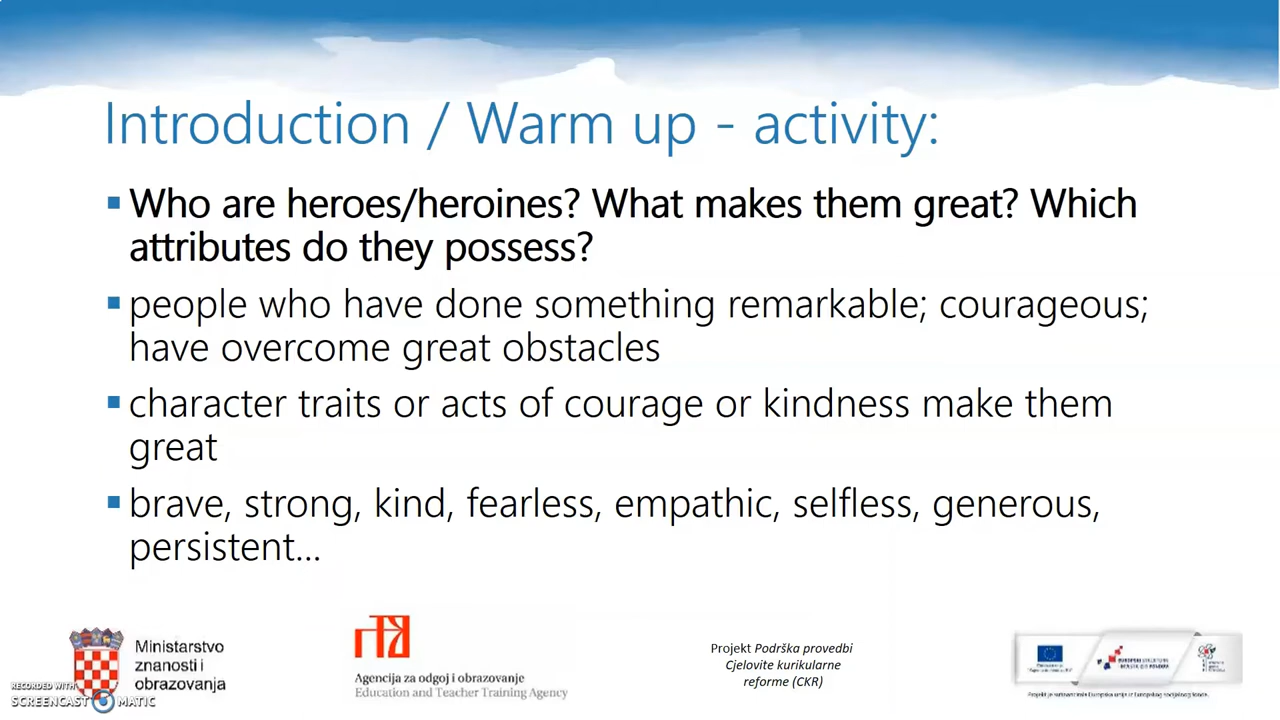 Introduction / Warm up - activity:
Who are heroes/heroines? What makes them great? Which
attributes do they possess?
people who have done something remarkable; courageous;
have overcome great obstacles
character traits or acts of courage or kindness make them
great
brave, strong, kind, fearless, empathic, selfless, generous,
persistent...
Ministarstvo
znanosti i
obrazovanja
Agencija za odgoj i obrazovanje
Education and Teacher Training Agency
Projekt Podrška provedbi
Cjelovite kurikularne
reforme (CKR)
RECORDED WITH
SCREENCAST MATIC